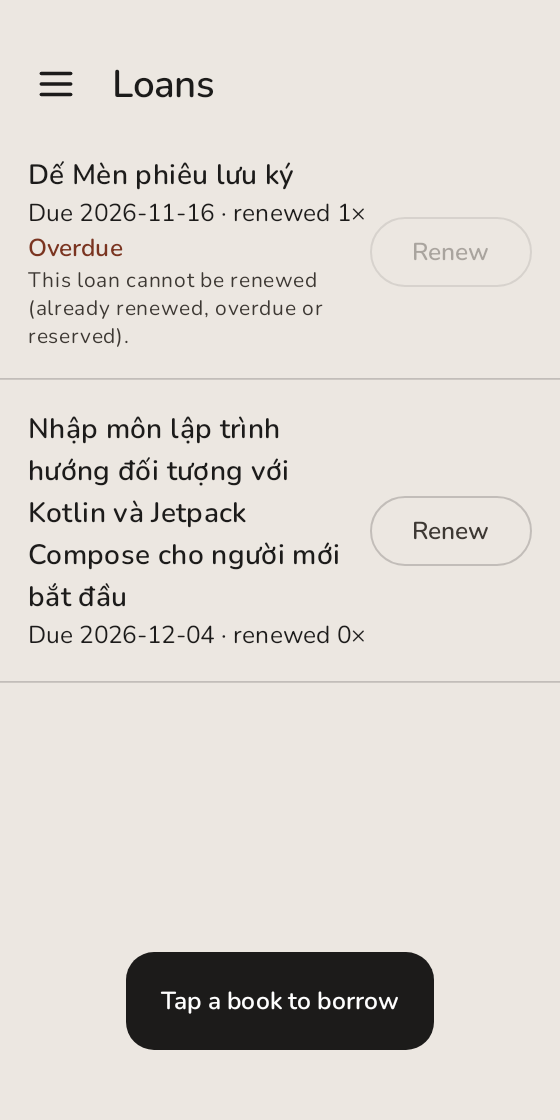 Loans
Dế Mèn phiêu lưu ký
Due 2026-11-16 · renewed 1×
Overdue
This loan cannot be renewed
(already renewed, overdue or
reserved).
Renew
Nhập môn lập trình
hướng đối tượng với
Kotlin và Jetpack
Compose cho người mới
bắt đầu
Due 2026-12-04 · renewed 0×
Renew
Tap a book to borrow